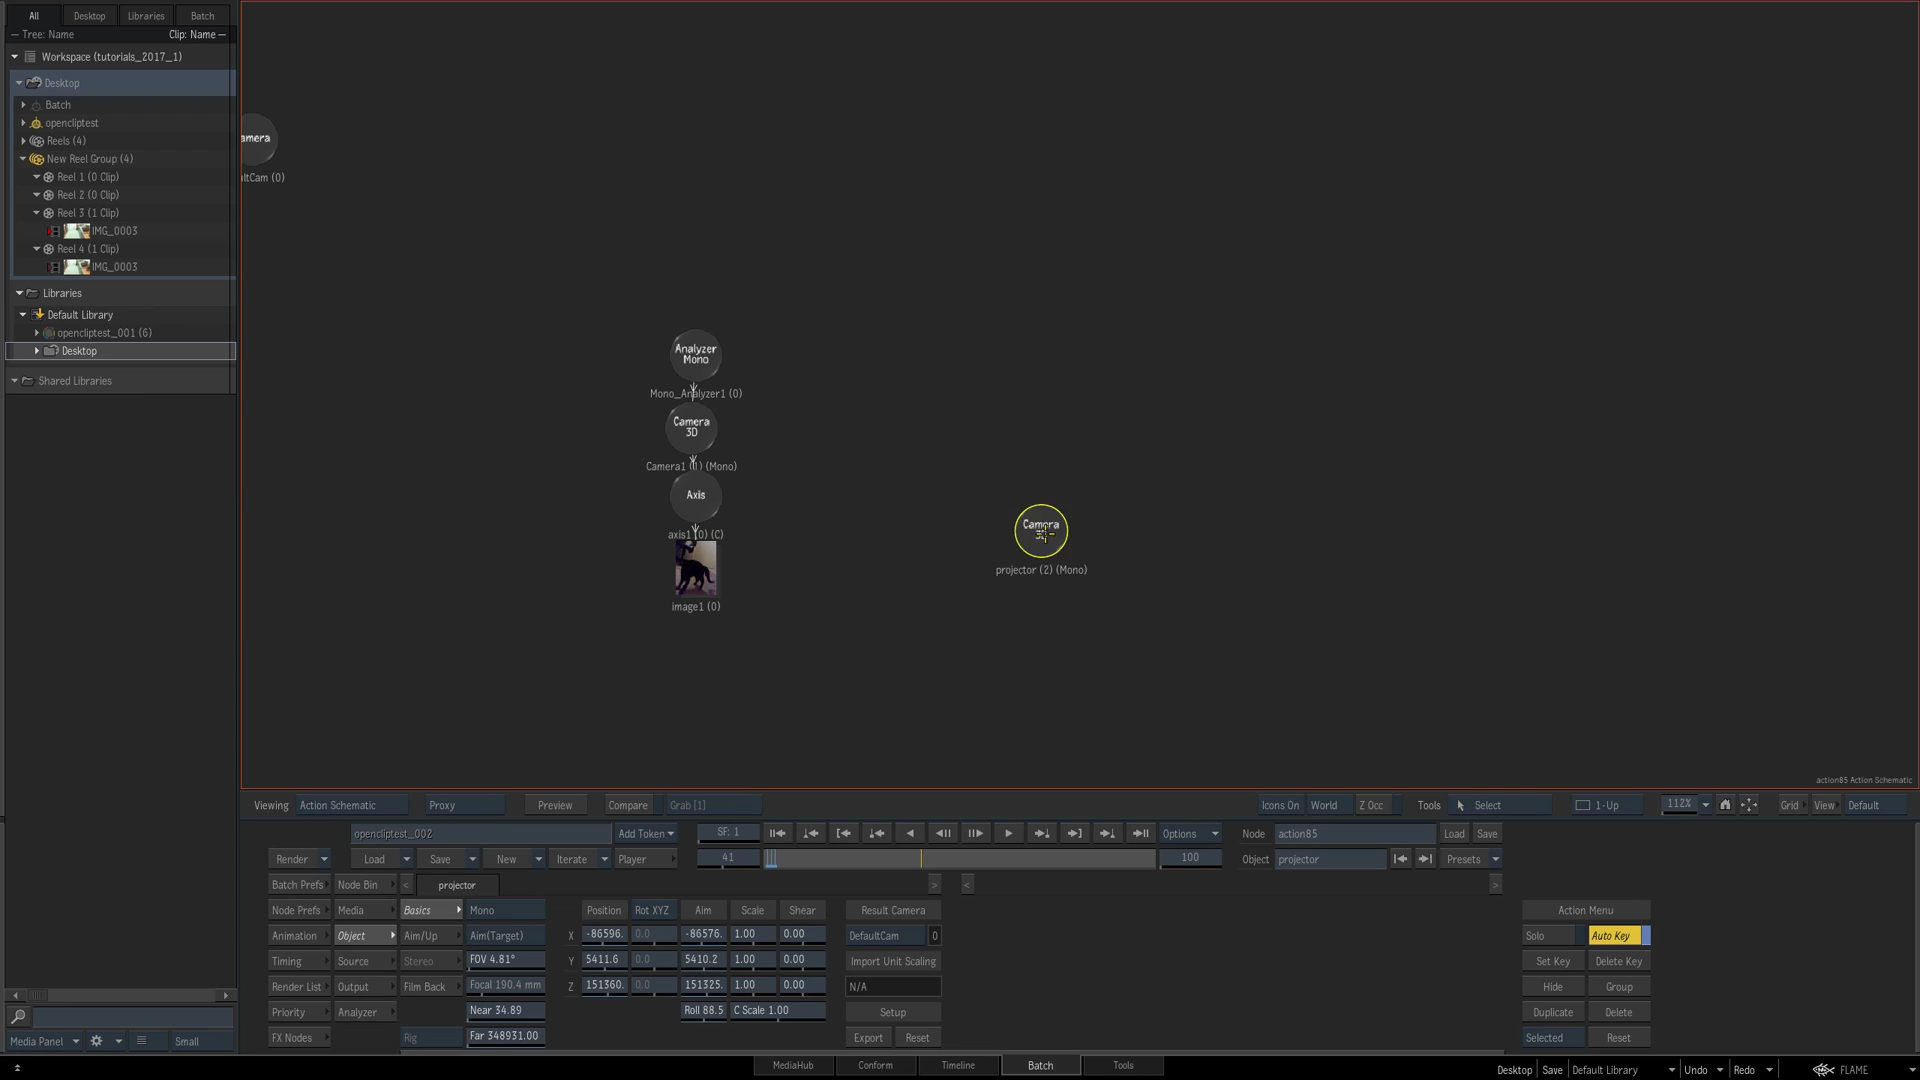 All Desktop Libraries Batch
Tree: Name Clip: Name
Workspace (tutorials_2017_1)
Desktop
Batch
opencliptest
Reels (4)
New Reel Group (4)
Reel 1 (0 Clip)
Reel 2 (0 Clip)
Reel 3 (1 Clip)
IMG_0003
Reel 4 (1 Clip)
IMG_0003
Libraries
Default Library
opencliptest_001 (6)
Desktop
Shared Libraries
amera
ltCam (0)
Analyzer
Mono
Mono_Analyzer1 (0)
Camera
3D
Camera1 (1) (Mono)
Axis
axis1 (0) (C)
image1 (0)
Camera
projector (2) (Mono)
action85 Action Schematic
Viewing Action Schematic Proxy Preview Compare Grab [1] Icons On World Z Occ Tools Select 1-Up 112% Grid View Default
opencliptest_002 Add Token SF: 1 Options Node action85 Load Save
Render Load Save New Iterate Player 41 100 Object projector Presets
Batch Prefs Node Bin < projector > < >
Node Prefs Media Basics Mono Position Rot XYZ Aim Scale Shear Result Camera Action Menu
Animation Object Aim/Up Aim(Target) X -86596. 0.0 -86576. 1.00 0.00 DefaultCam 0 Solo Auto Key
Timing Source Stereo FOV 4.81° Y 5411.6 0.0 5410.2 1.00 0.00 Import Unit Scaling Set Key Delete Key
Render List Output Film Back Focal 190.4 mm Z 151360. 0.0 151325. 1.00 0.00 N/A Hide Group
Priority Analyzer Near 34.89 Roll 88.5 C Scale 1.00 Setup Duplicate Delete
FX Nodes Rig Far 348931.00 Export Reset Selected Reset
Media Panel Small
MediaHub Conform Timeline Batch Tools Desktop Save Default Library Undo Redo FLAME